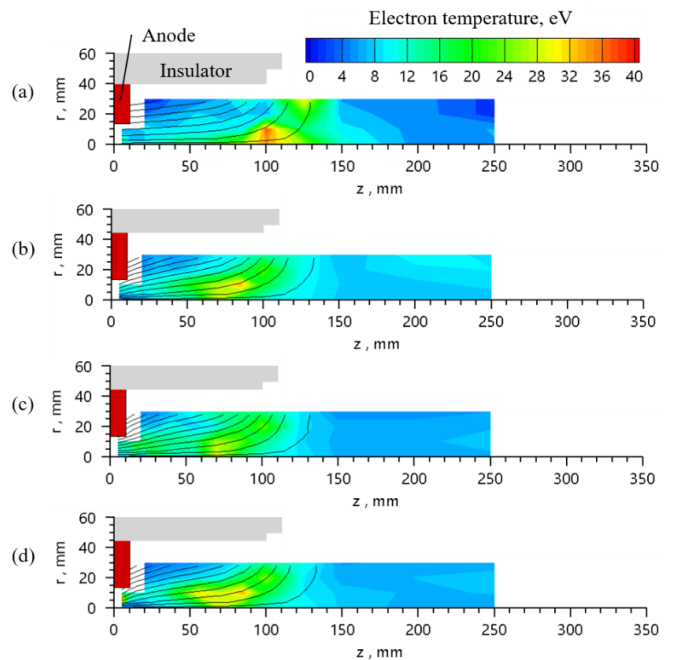 Electron temperature, eV
0 4 8 12 16 20 24 28 32 36 40
(a)
Anode
Insulator
r, mm
60
40
20
0
0 50 100 150 200 250 300 350
z , mm
(b)
r, mm
60
40
20
0
0 50 100 150 200 250 300 350
z , mm
(c)
r, mm
60
40
20
0
0 50 100 150 200 250 300 350
z , mm
(d)
r, mm
60
40
20
0
0 50 100 150 200 250 300 350
z , mm